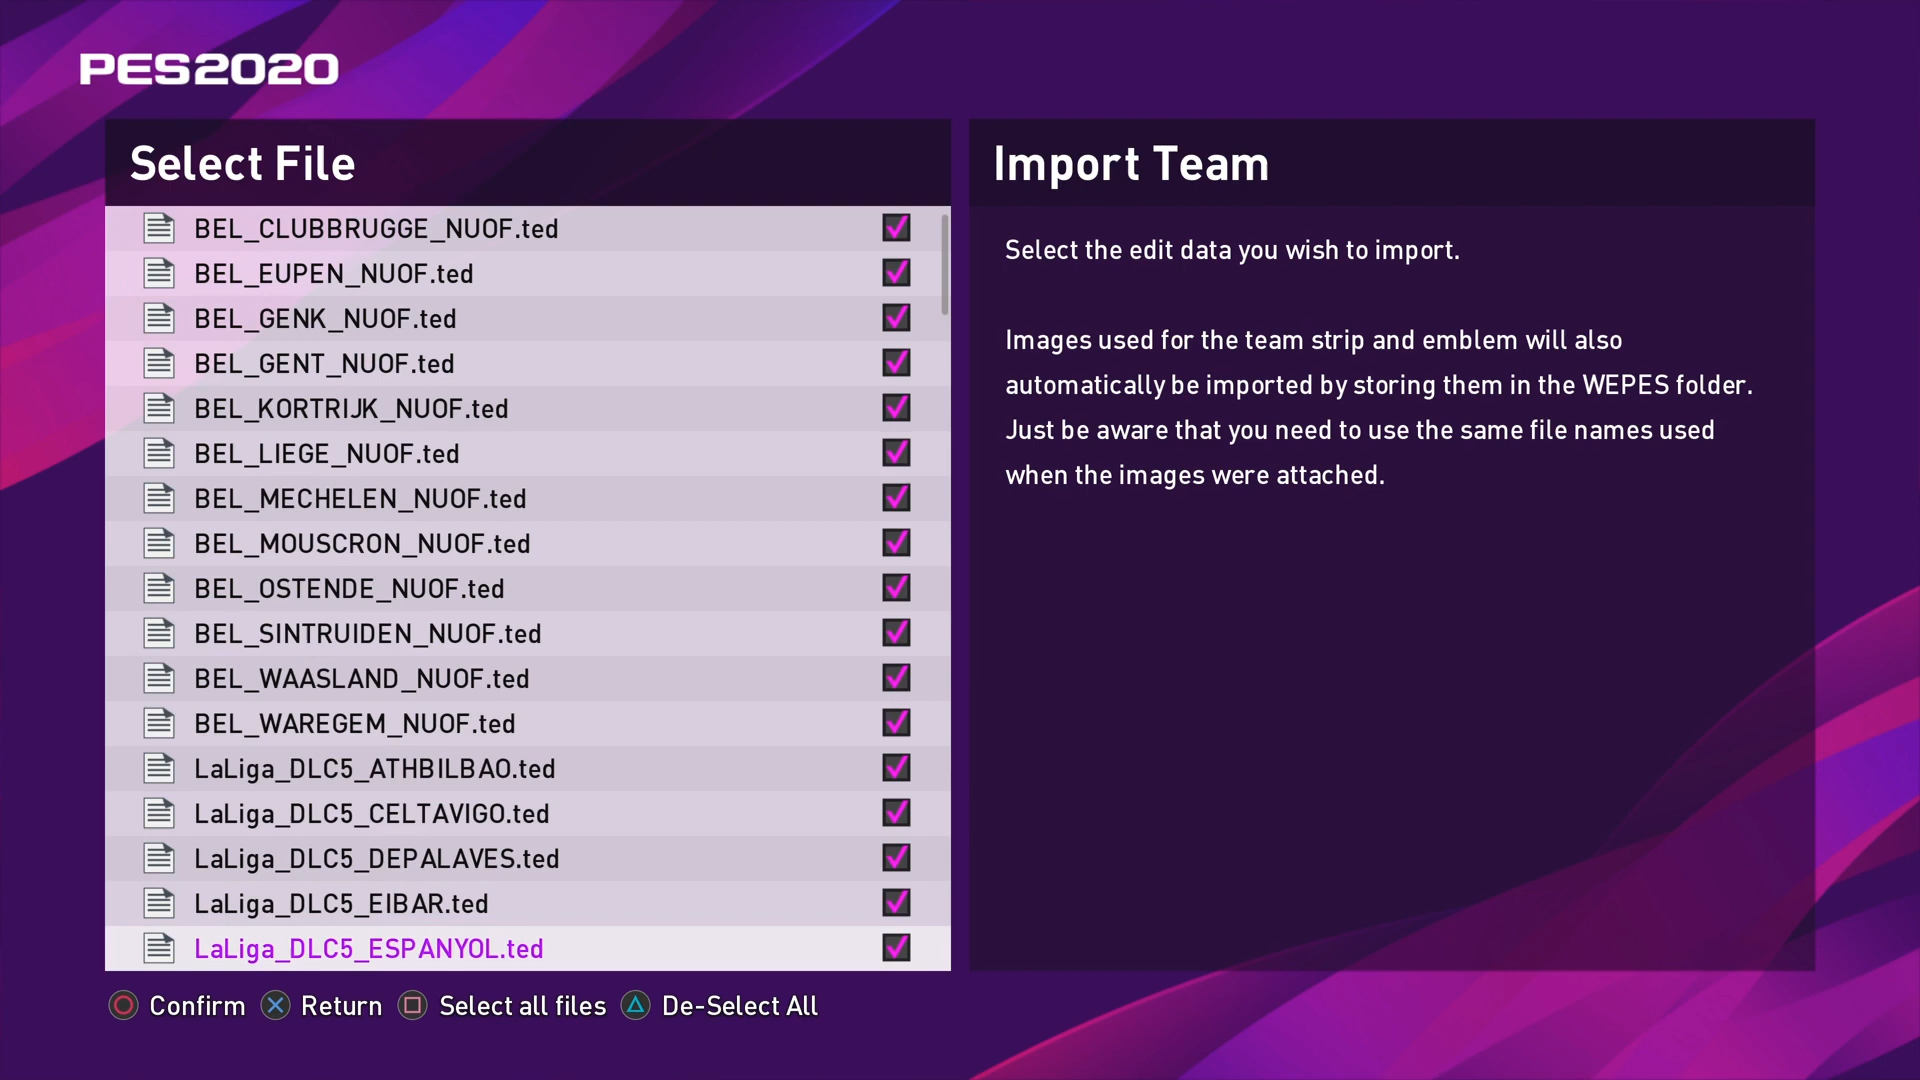 PES2020
Select File
BEL_CLUBBRUGGE_NUOF.ted
BEL_EUPEN_NUOF.ted
BEL_GENK_NUOF.ted
BEL_GENT_NUOF.ted
BEL_KORTRIJK_NUOF.ted
BEL_LIEGE_NUOF.ted
BEL_MECHELEN_NUOF.ted
BEL_MOUSCRON_NUOF.ted
BEL_OSTENDE_NUOF.ted
BEL_SINTRUIDEN_NUOF.ted
BEL_WAASLAND_NUOF.ted
BEL_WAREGEM_NUOF.ted
LaLiga_DLC5_ATHBILBAO.ted
LaLiga_DLC5_CELTAVIGO.ted
LaLiga_DLC5_DEPALAVES.ted
LaLiga_DLC5_EIBAR.ted
LaLiga_DLC5_ESPANYOL.ted
Import Team
Select the edit data you wish to import.
Images used for the team strip and emblem will also
automatically be imported by storing them in the WEPES folder.
Just be aware that you need to use the same file names used
when the images were attached.
Confirm Return Select all files De-Select All